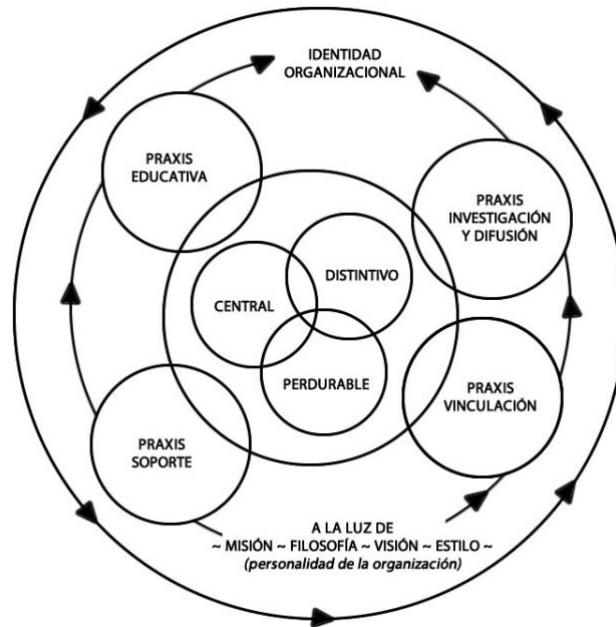 IDENTIDAD
ORGANIZACIONAL
PRAXIS
EDUCATIVA
PRAXIS
INVESTIGACIÓN
Y DIFUSIÓN
DISTINTIVO
CENTRAL
PERDURABLE
PRAXIS
VINCULACIÓN
PRAXIS
SOPORTE
A LA LUZ DE
~ MISIÓN ~ FILOSOFÍA ~ VISIÓN ~ ESTILO ~
(personalidad de la organización)